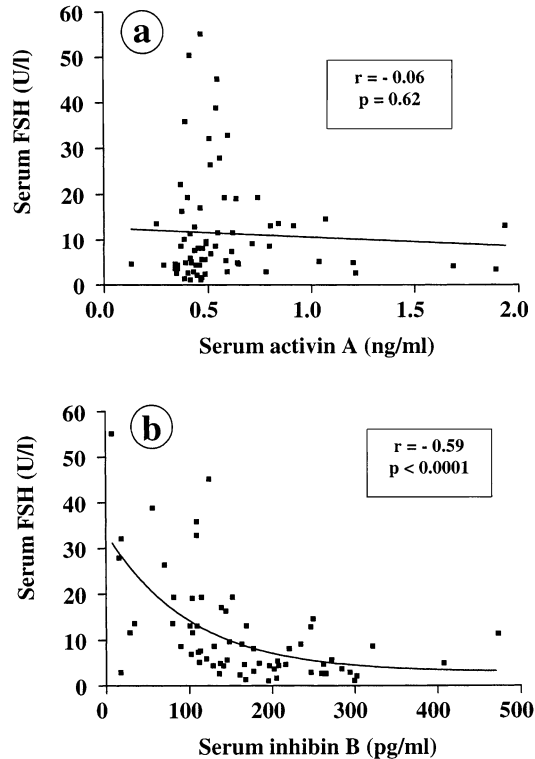 a
r = - 0.06
p = 0.62
Serum FSH (U/l)
60
50
40
30
20
10
0
0.0 0.5 1.0 1.5 2.0
Serum activin A (ng/ml)
b
r = - 0.59
p < 0.0001
Serum FSH (U/l)
60
50
40
30
20
10
0
0 100 200 300 400 500
Serum inhibin B (pg/ml)